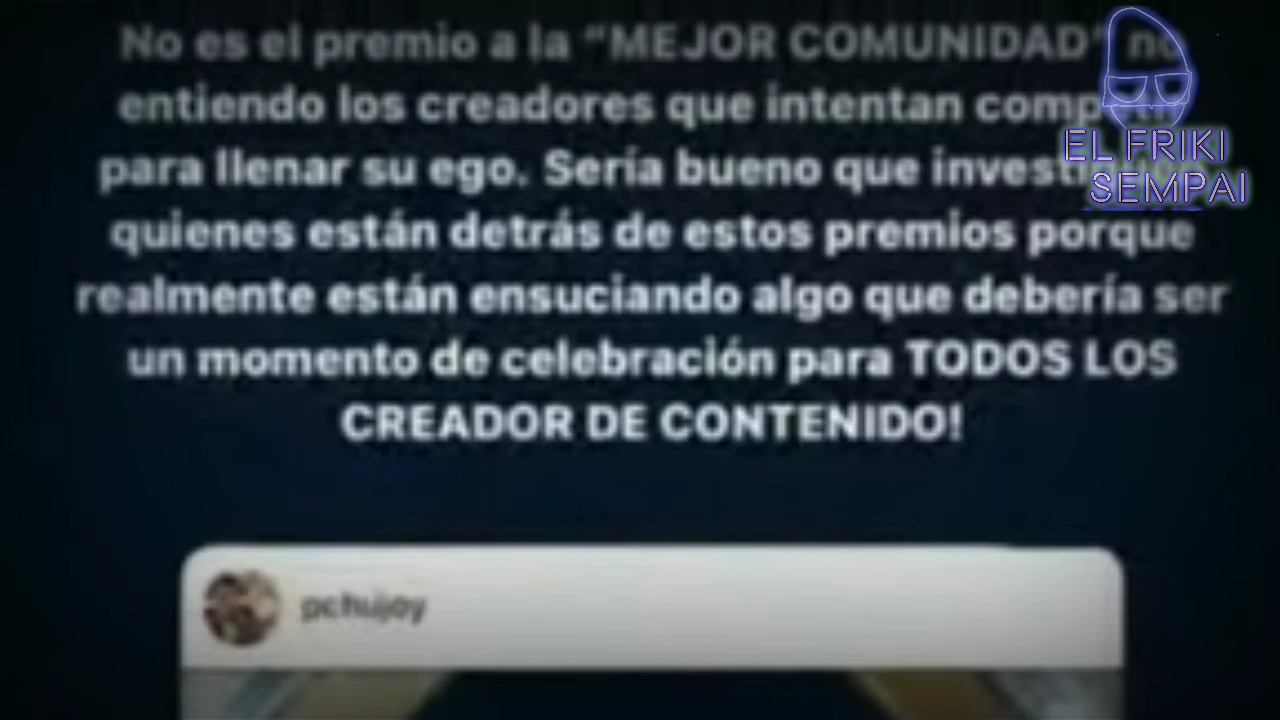 No es el premio a la “MEJOR COMUNIDAD” no
entiendo los creadores que intentan
para llenar su ego. Sería bueno que
quienes están detrás de estos premios porque
realmente están ensuciando algo que debería ser
un momento de celebración para TODOS LOS
CREADOR DE CONTENIDO!
pchujoy
EL FRIKI
SEMPAI